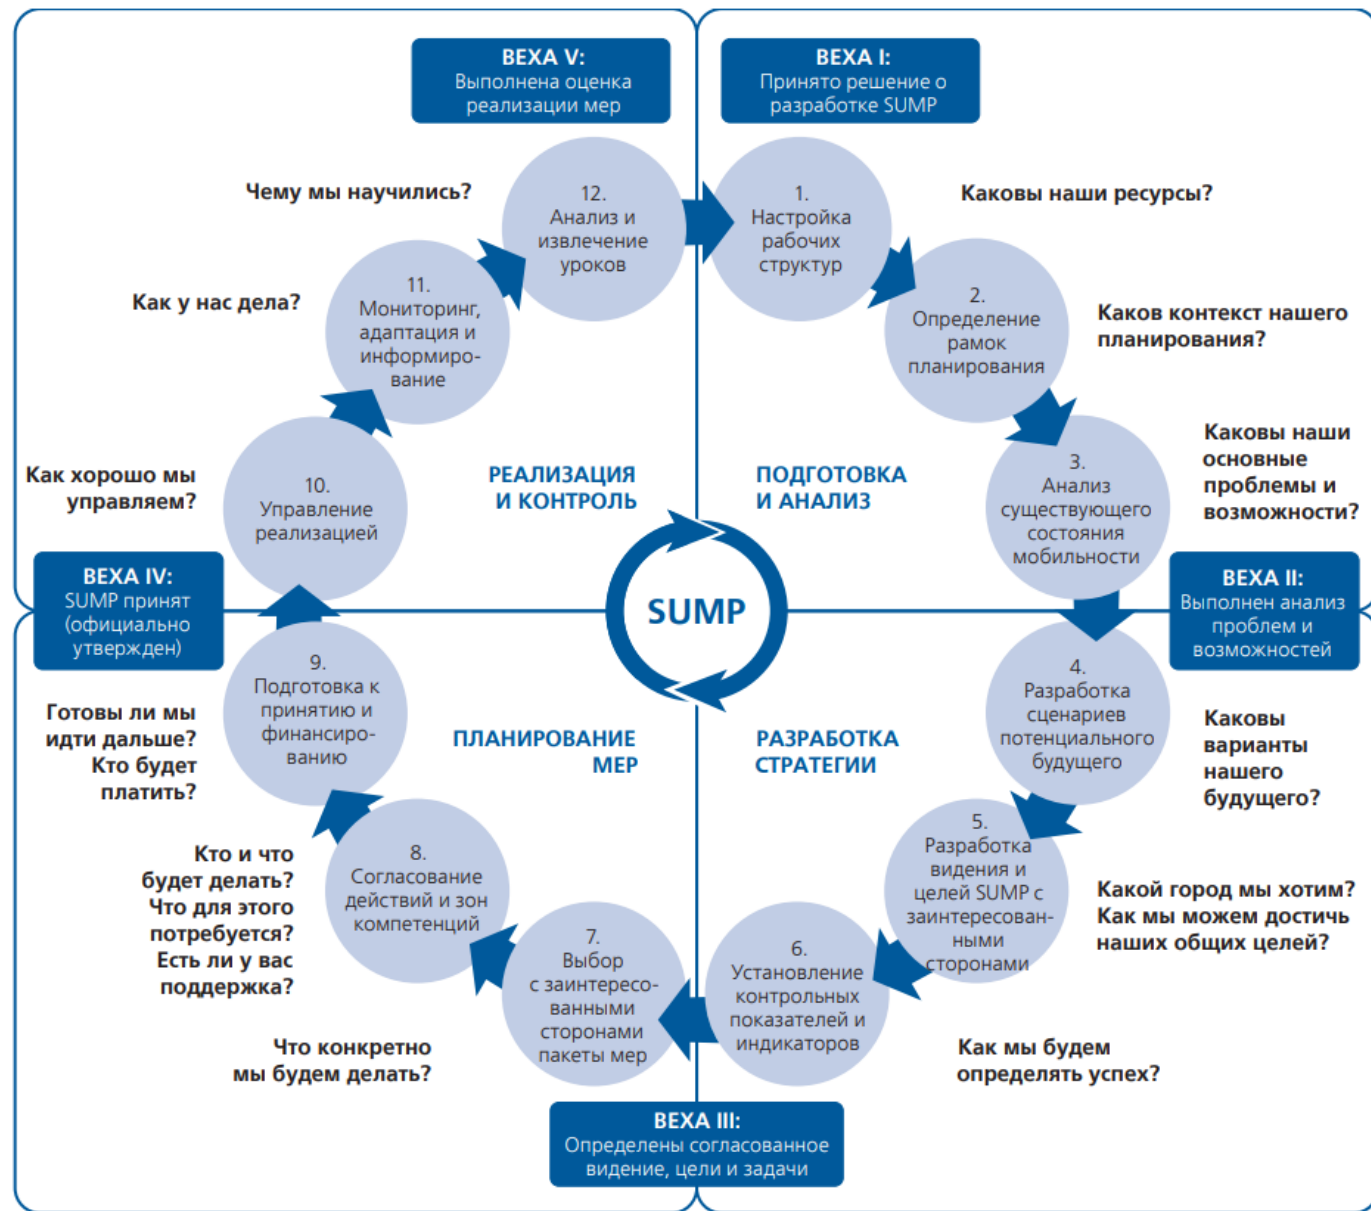 ВЕХА V:
Выполнена оценка
реализации мер
ВЕХА I:
Принято решение о
разработке SUMP
Чему мы научились?
12.
Анализ и
извлечение
уроков
1.
Настройка
рабочих
структур
Каковы наши ресурсы?
Как у нас дела?
11.
Мониторинг,
адаптация и
информиро-
вание
2.
Определение
рамок
планирования
Каков контекст нашего
планирования?
Как хорошо мы
управляем?
10.
Управление
реализацией
РЕАЛИЗАЦИЯ
И КОНТРОЛЬ
ПОДГОТОВКА
И АНАЛИЗ
3.
Анализ
существующего
состояния
мобильности
Каковы наши
основные
проблемы и
возможности?
ВЕХА IV:
SUMP принят
(официально
утвержден)
SUMP
ВЕХА II:
Выполнен анализ
проблем и
возможностей
9.
Подготовка к
принятию и
финансиро-
ванию
Готовы ли мы
идти дальше?
Кто будет
платить?
ПЛАНИРОВАНИЕ
МЕР
РАЗРАБОТКА
СТРАТЕГИИ
4.
Разработка
сценариев
потенциального
будущего
Каковы
варианты
нашего
будущего?
Кто и что
будет делать?
Что для этого
потребуется?
Есть ли у вас
поддержка?
8.
Согласование
действий и зон
компетенций
5.
Разработка
видения и
целей SUMP с
заинтересован-
ными
сторонами
Какой город мы хотим?
Как мы можем достичь
наших общих целей?
7.
Выбор
с заинтересо-
ванными
сторонами
пакеты мер
6.
Установление
контрольных
показателей и
индикаторов
Что конкретно
мы будем делать?
Как мы будем
определять успех?
ВЕХА III:
Определены согласованное
видение, цели и задачи